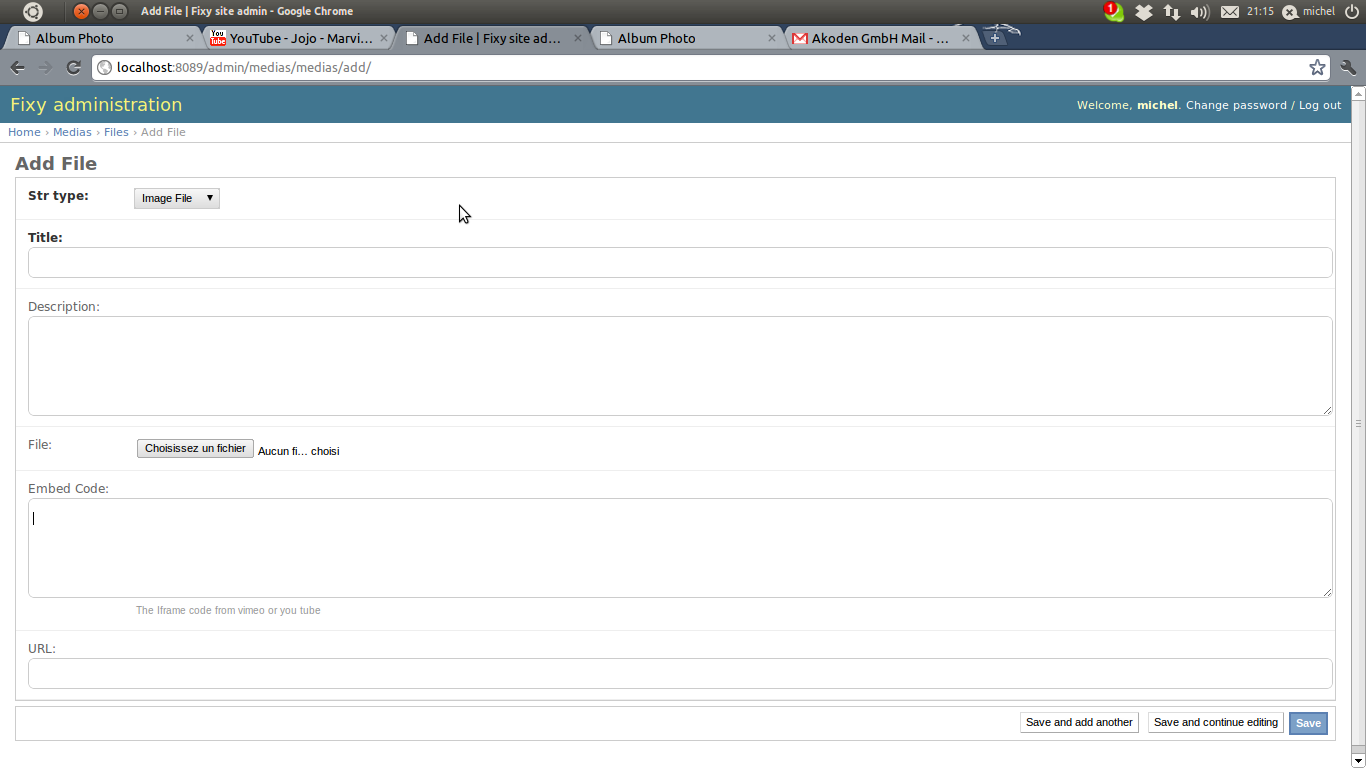 Add File | Fixy site admin - Google Chrome
1
21:15
michel
Album Photo
You Tube
YouTube - Jojo - Marvi...
Add File | Fixy site ad...
Album Photo
Akoden GmbH Mail - ...
localhost:8089/admin/medias/medias/add/
Fixy administration
Welcome, michel. Change password / Log out
Home › Medias › Files › Add File
Add File
Str type:
Image File
Title:
Description:
File:
Choisissez un fichier
Aucun fi... choisi
Embed Code:
The Iframe code from vimeo or you tube
URL:
Save and add another
Save and continue editing
Save